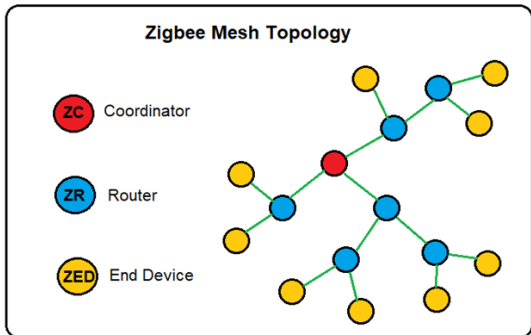 Zigbee Mesh Topology
ZC Coordinator
ZR Router
ZED End Device